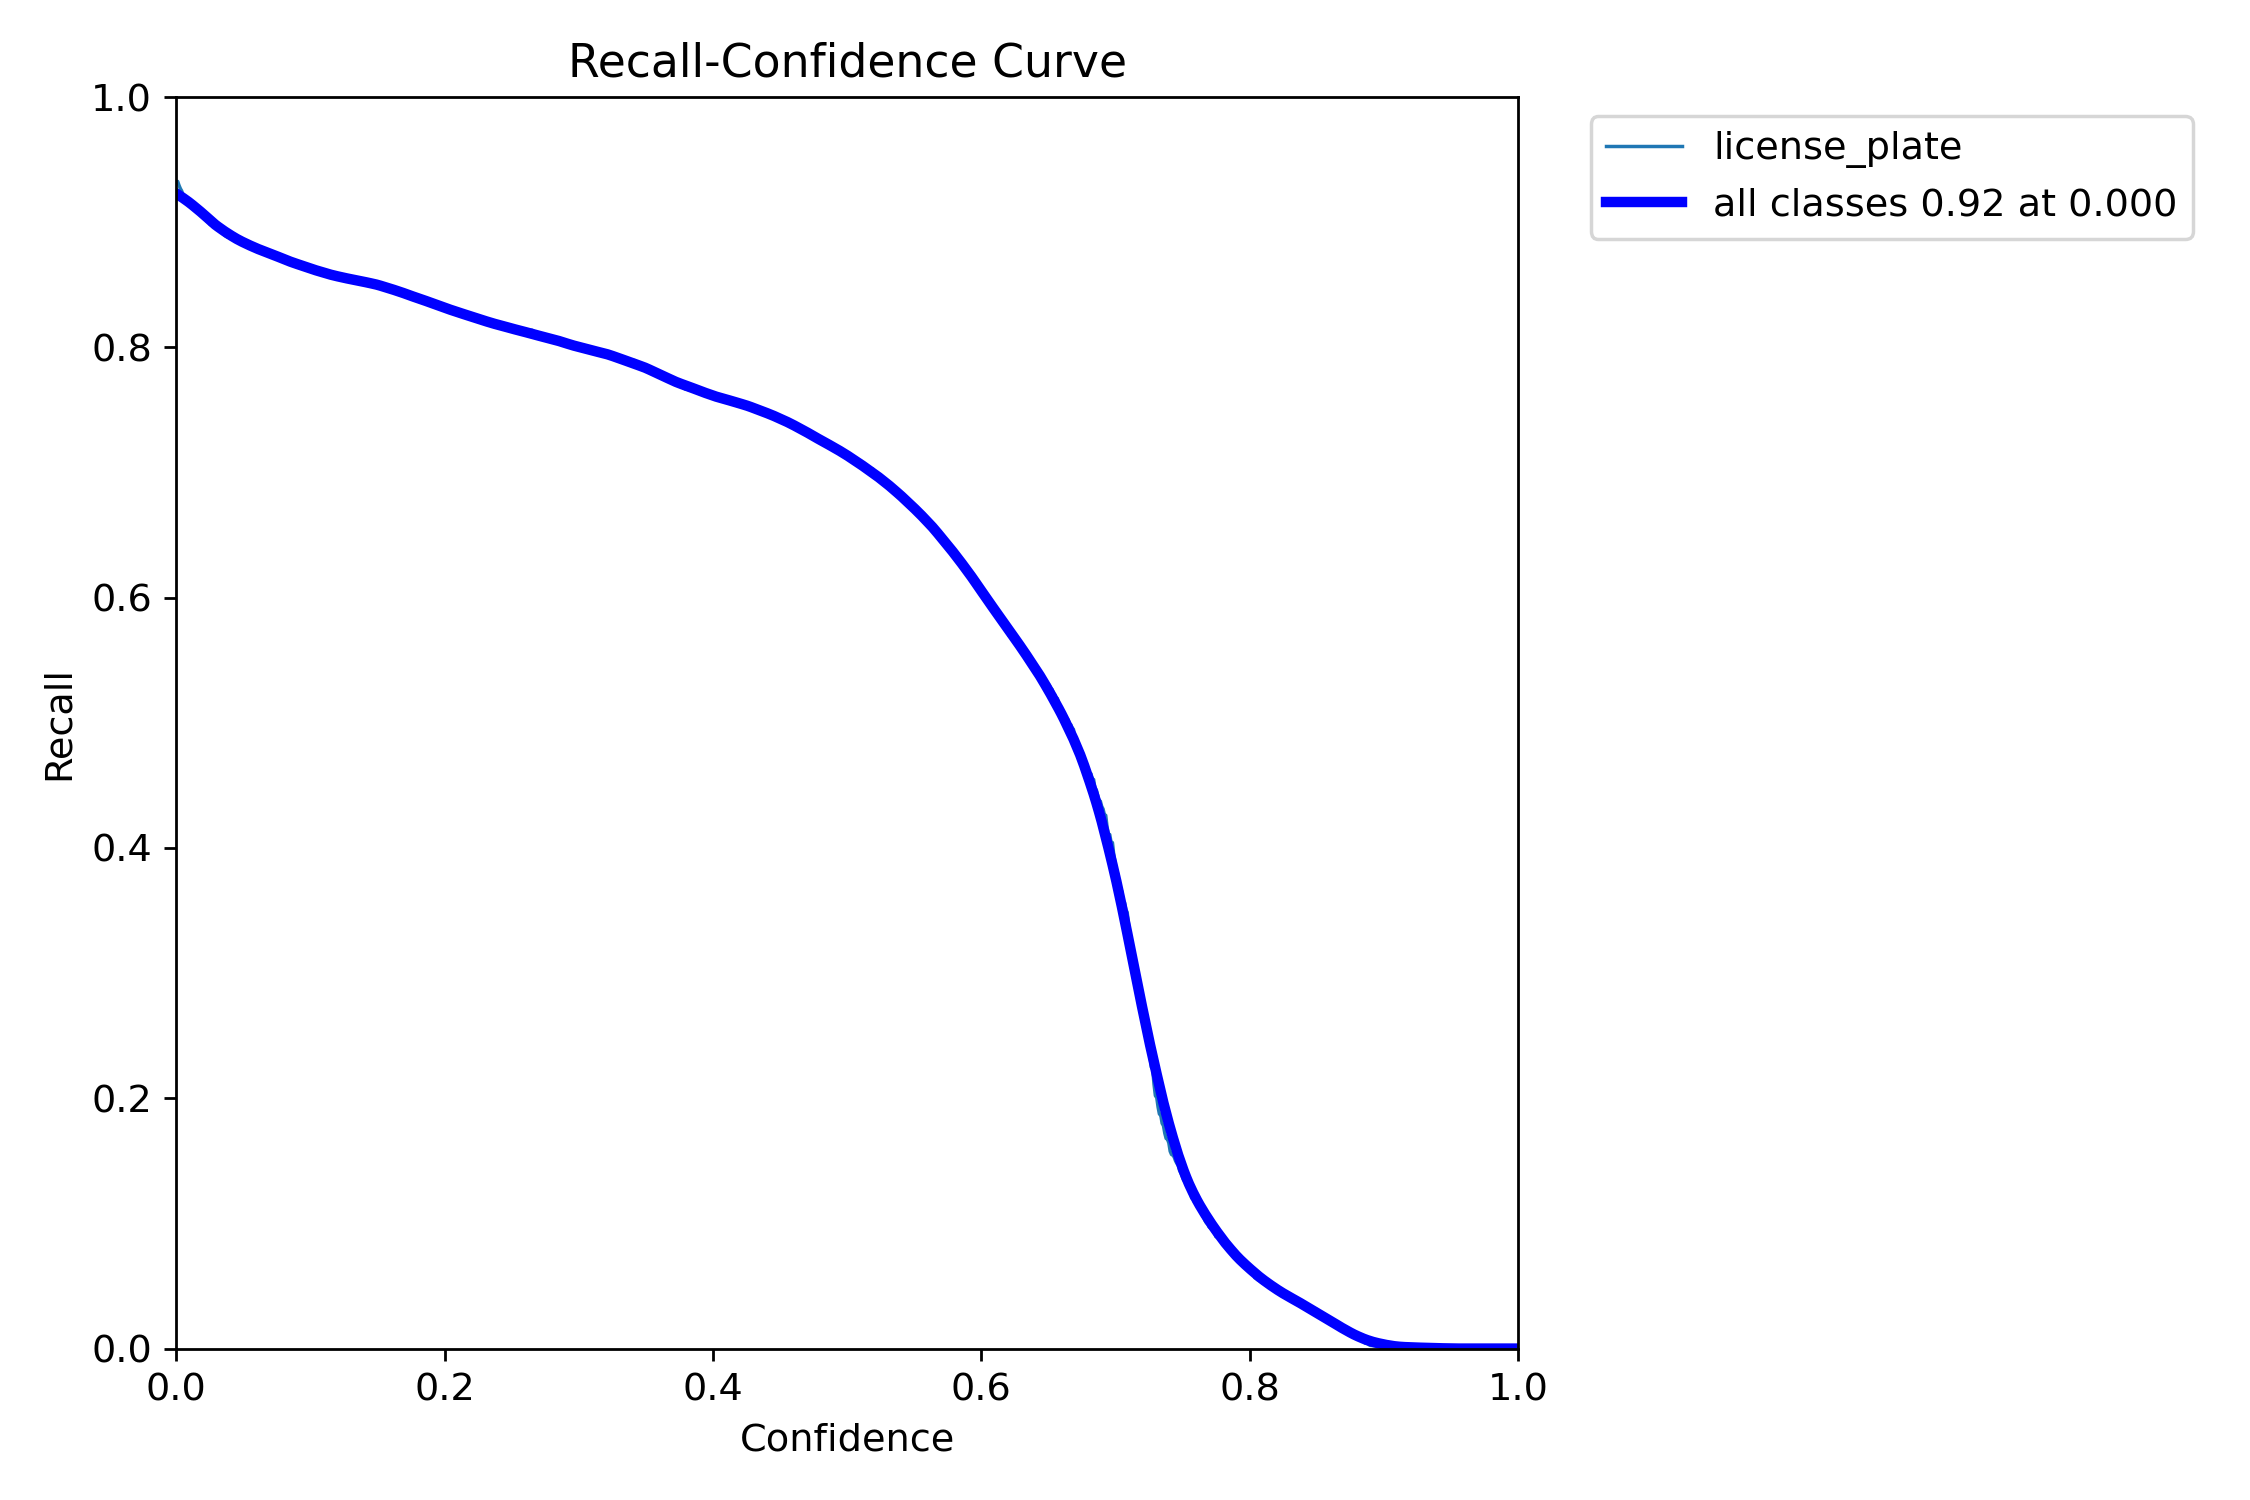 Recall-Confidence Curve
1.0
0.8
0.6
0.4
0.2
0.0
Recall
0.0 0.2 0.4 0.6 0.8 1.0
Confidence
license_plate
all classes 0.92 at 0.000